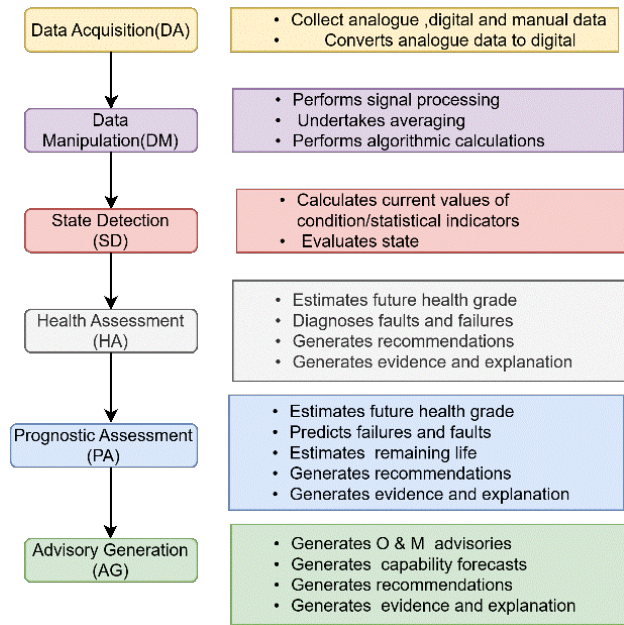 Data Acquisition(DA)
• Collect analogue ,digital and manual data
• Converts analogue data to digital
Data
Manipulation(DM)
• Performs signal processing
• Undertakes averaging
• Performs algorithmic calculations
State Detection
(SD)
• Calculates current values of
condition/statistical indicators
• Evaluates state
Health Assessment
(HA)
• Estimates future health grade
• Diagnoses faults and failures
• Generates recommendations
• Generates evidence and explanation
Prognostic Assessment
(PA)
• Estimates future health grade
• Predicts failures and faults
• Estimates remaining life
• Generates recommendations
• Generates evidence and explanation
Advisory Generation
(AG)
• Generates O & M advisories
• Generates capability forecasts
• Generates recommendations
• Generates evidence and explanation